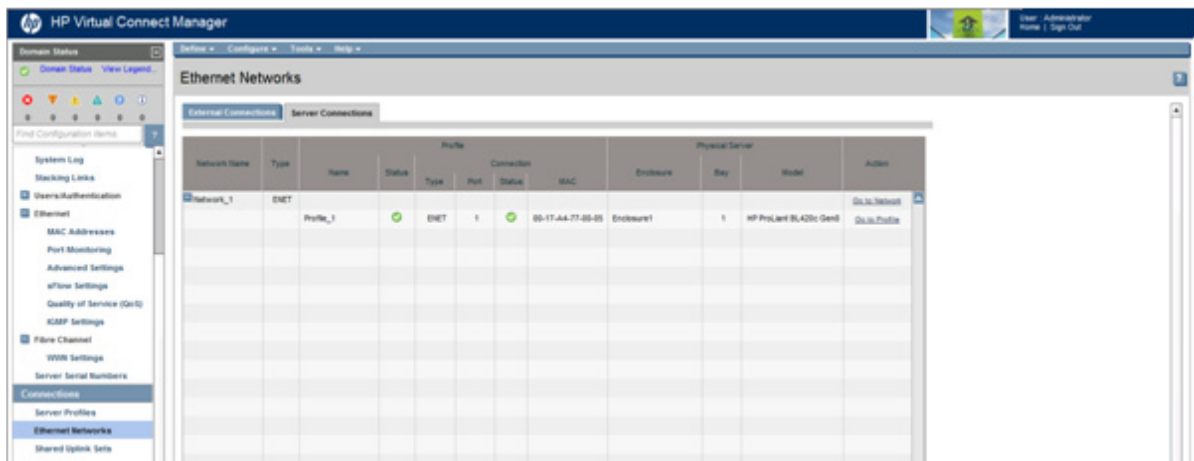 hp HP Virtual Connect Manager
User : Administrator
Home | Sign Out
Domain Status
Define Configure Tools Help
Domain Status View Legend...
Ethernet Networks
?
0 0 0 0 0 0
External Connections Server Connections
Find Configuration Items ?
System Log
Stacking Links
Users/Authentication
Ethernet
MAC Addresses
Port Monitoring
Advanced Settings
sFlow Settings
Quality of Service (QoS)
IGMP Settings
Fibre Channel
WWN Settings
Server Serial Numbers
Connections
Server Profiles
Ethernet Networks
Shared Uplink Sets
Profile Physical Server
Network Name Type Name Status Connection Enclosure Bay Model Action
Type Port Status MAC
Network_1 ENET Go to Network
Profile_1 ENET 1 00-17-A4-77-00-05 Enclosure1 1 HP ProLiant BL420c Gen8 Go to Profile